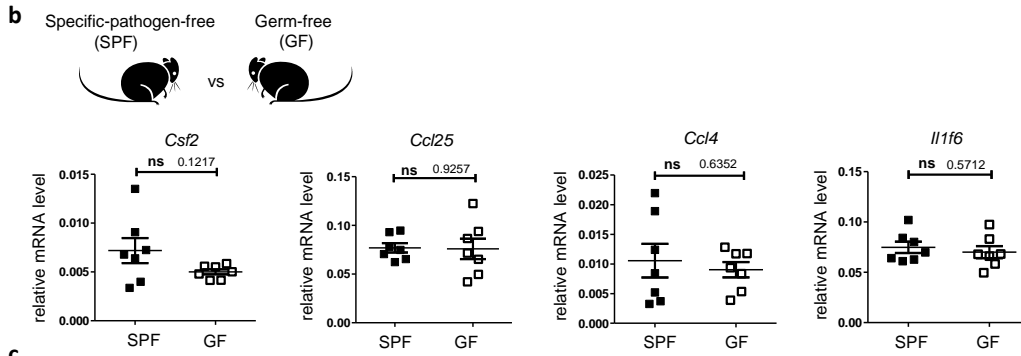 b
Specific-pathogen-free
(SPF)
vs
Germ-free
(GF)
Csf2
ns 0.1217
relative mRNA level
0.015
0.010
0.005
0.000
SPF GF
Ccl25
ns 0.9257
relative mRNA level
0.15
0.10
0.05
0.00
SPF GF
Ccl4
ns 0.6352
relative mRNA level
0.025
0.020
0.015
0.010
0.005
0.000
SPF GF
Il1f6
ns 0.5712
relative mRNA level
0.15
0.10
0.05
0.00
SPF GF
c